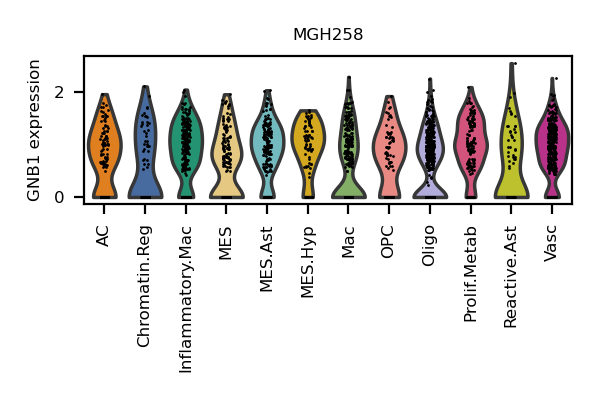 MGH258
GNB1 expression
2
0
AC
Chromatin.Reg
Inflammatory.Mac
MES
MES.Ast
MES.Hyp
Mac
OPC
Oligo
Prolif.Metab
Reactive.Ast
Vasc